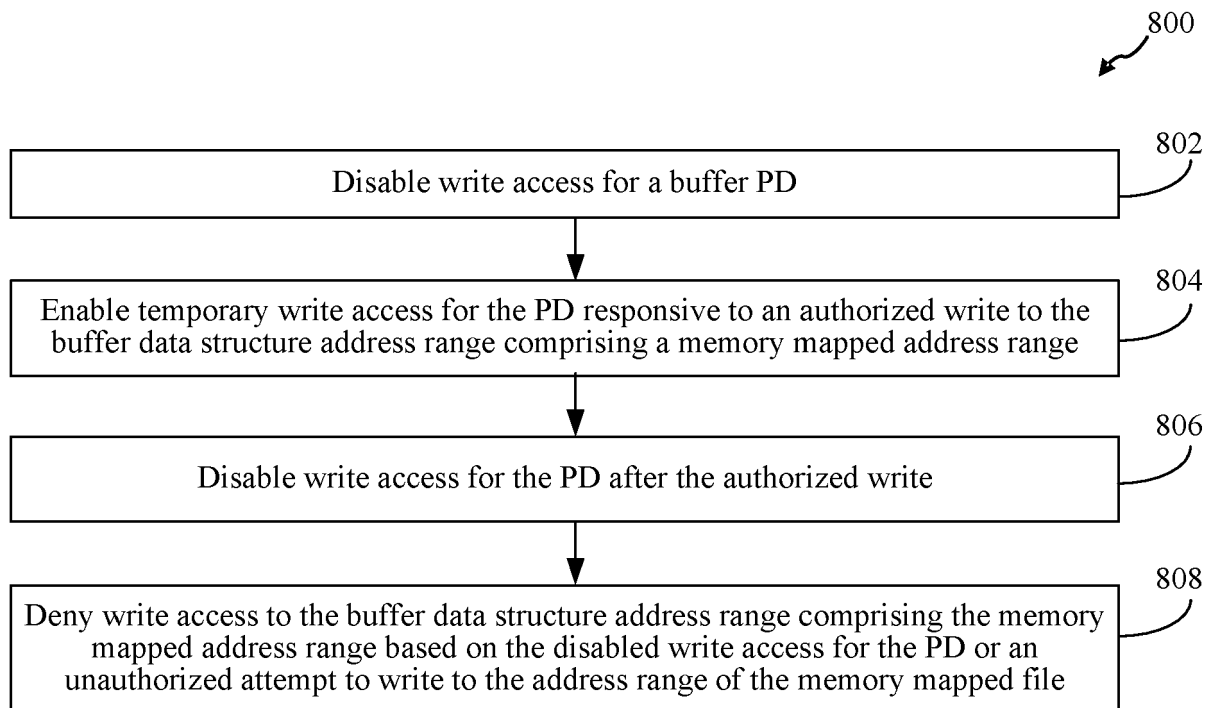 800
802
Disable write access for a buffer PD
804
Enable temporary write access for the PD responsive to an authorized write to the
buffer data structure address range comprising a memory mapped address range
806
Disable write access for the PD after the authorized write
808
Deny write access to the buffer data structure address range comprising the memory
mapped address range based on the disabled write access for the PD or an
unauthorized attempt to write to the address range of the memory mapped file